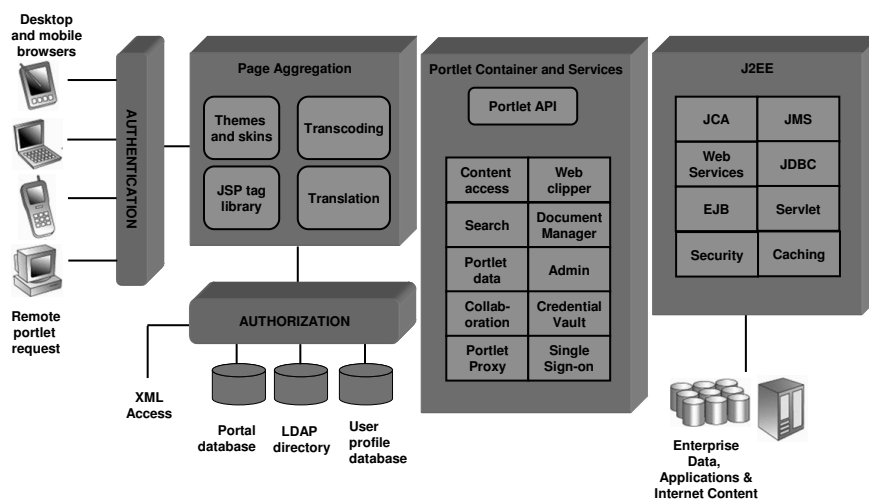 Desktop
and mobile
browsers
AUTHENTICATION
Remote
portlet
request
Page Aggregation
Themes
and skins
Transcoding
JSP tag
library
Translation
AUTHORIZATION
XML
Access
Portal
database
LDAP
directory
User
profile
database
Portlet Container and Services
Portlet API
Content
access
Web
clipper
Search
Document
Manager
Portlet
data
Admin
Collab-
oration
Credential
Vault
Portlet
Proxy
Single
Sign-on
J2EE
JCA
JMS
Web
Services
JDBC
EJB
Servlet
Security
Caching
Enterprise
Data,
Applications &
Internet Content